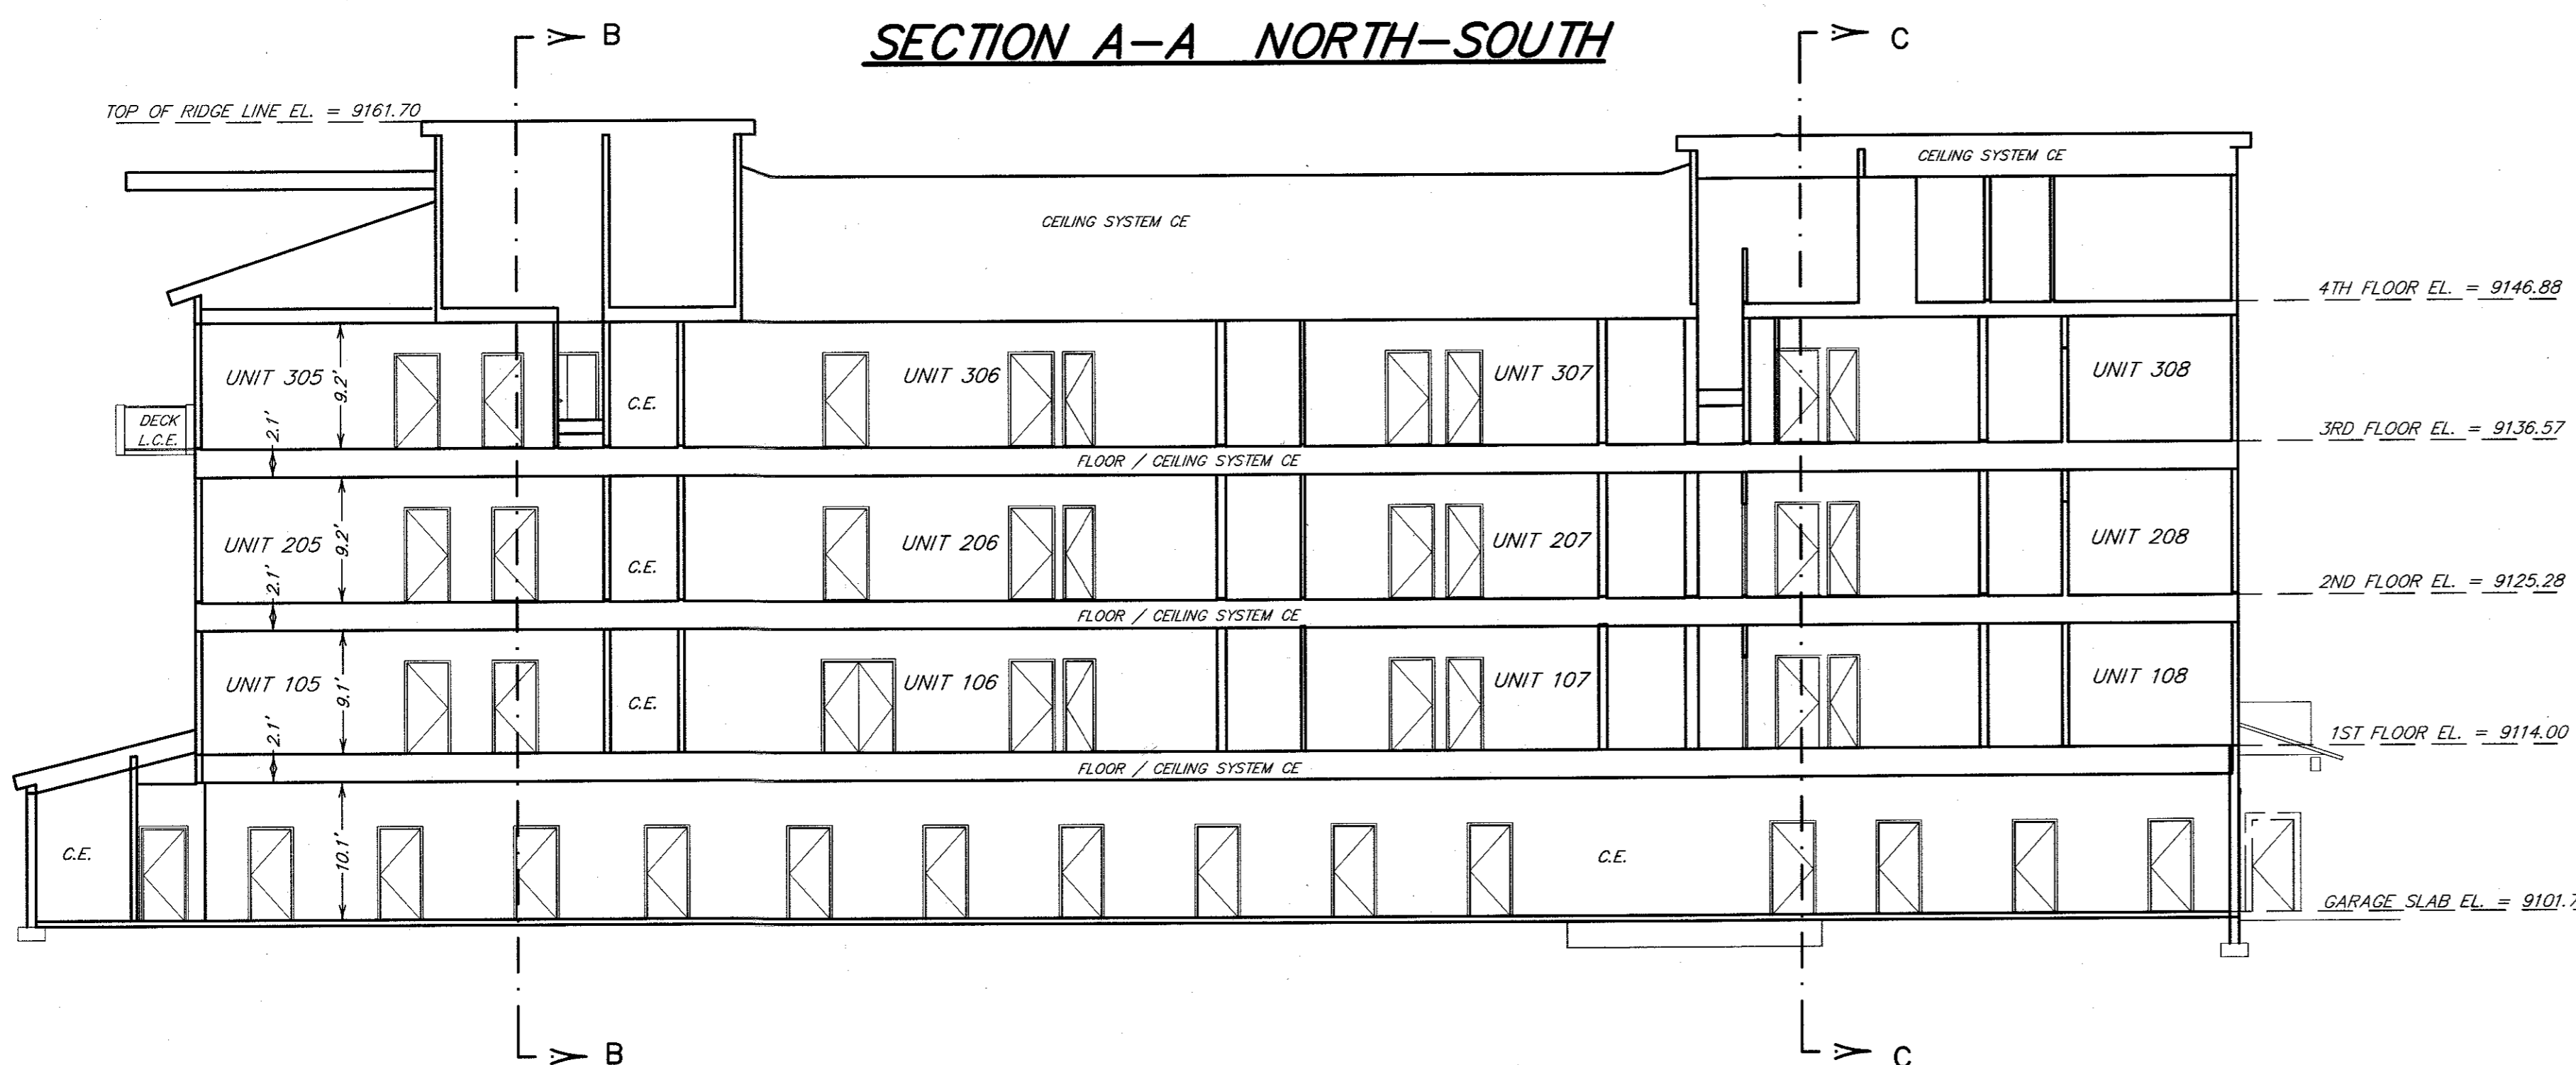 SECTION A-A NORTH-SOUTH
B
C
TOP OF RIDGE LINE EL. = 9161.70
CEILING SYSTEM CE
CEILING SYSTEM CE
4TH FLOOR EL. = 9146.88
UNIT 305
9.2'
C.E.
UNIT 306
UNIT 307
UNIT 308
DECK
L.C.E.
2.1'
3RD FLOOR EL. = 9136.57
FLOOR / CEILING SYSTEM CE
UNIT 205
9.2'
C.E.
UNIT 206
UNIT 207
UNIT 208
2.1'
2ND FLOOR EL. = 9125.28
FLOOR / CEILING SYSTEM CE
UNIT 105
9.1'
C.E.
UNIT 106
UNIT 107
UNIT 108
2.1'
1ST FLOOR EL. = 9114.00
FLOOR / CEILING SYSTEM CE
C.E.
10.1'
C.E.
GARAGE SLAB EL. = 9101.7
B
C